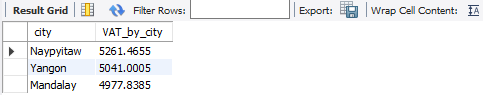 Result Grid Filter Rows: Export: Wrap Cell Content:
city VAT_by_city
Naypyitaw 5261.4655
Yangon 5041.0005
Mandalay 4977.8385